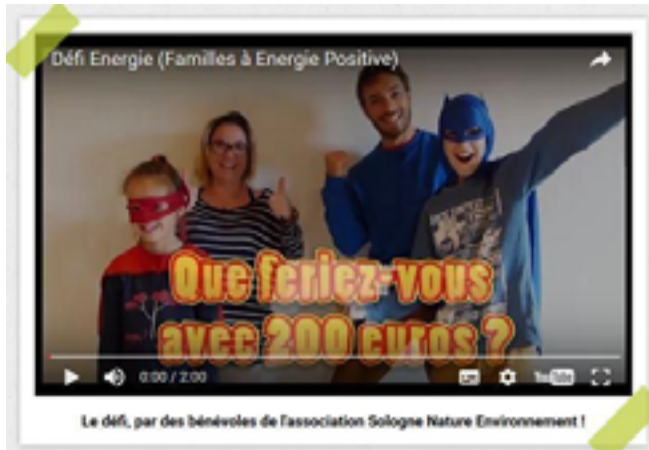 Défi Energie (Familles à Energie Positive)
Que feriez-vous
avec 200 euros ?
0:00 / 2:00
YouTube
Le défi, par des bénévoles de l'association Sologne Nature Environnement !